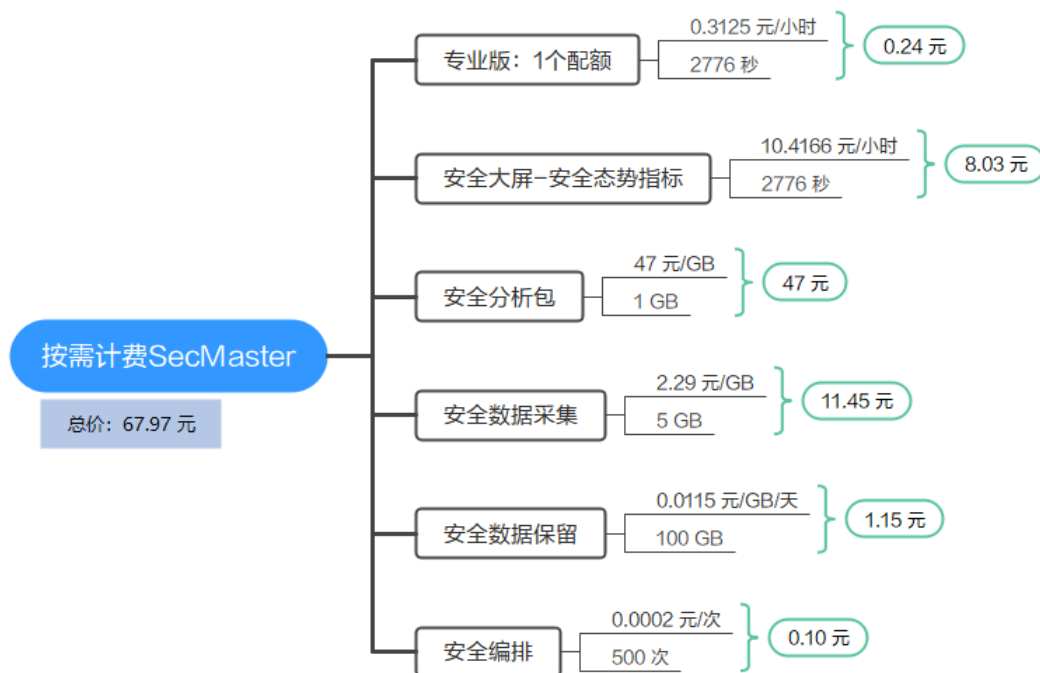 按需计费SecMaster
总价：67.97 元
专业版：1个配额
0.3125 元/小时
2776 秒
0.24 元
安全大屏–安全态势指标
10.4166 元/小时
2776 秒
8.03 元
安全分析包
47 元/GB
1 GB
47 元
安全数据采集
2.29 元/GB
5 GB
11.45 元
安全数据保留
0.0115 元/GB/天
100 GB
1.15 元
安全编排
0.0002 元/次
500 次
0.10 元